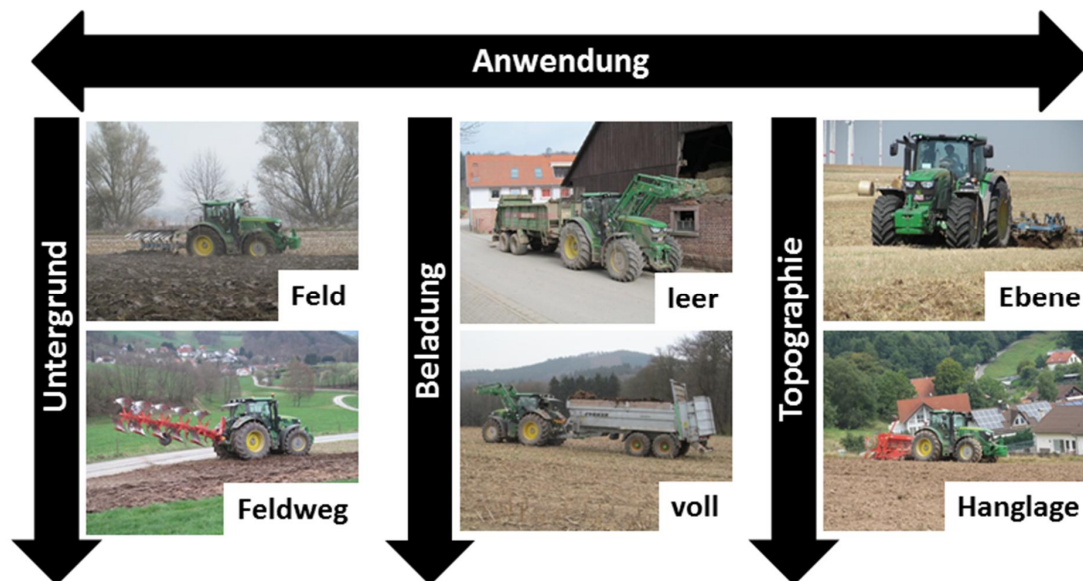 Anwendung
Untergrund
Feld
Feldweg
Beladung
leer
voll
Topographie
Ebene
Hanglage